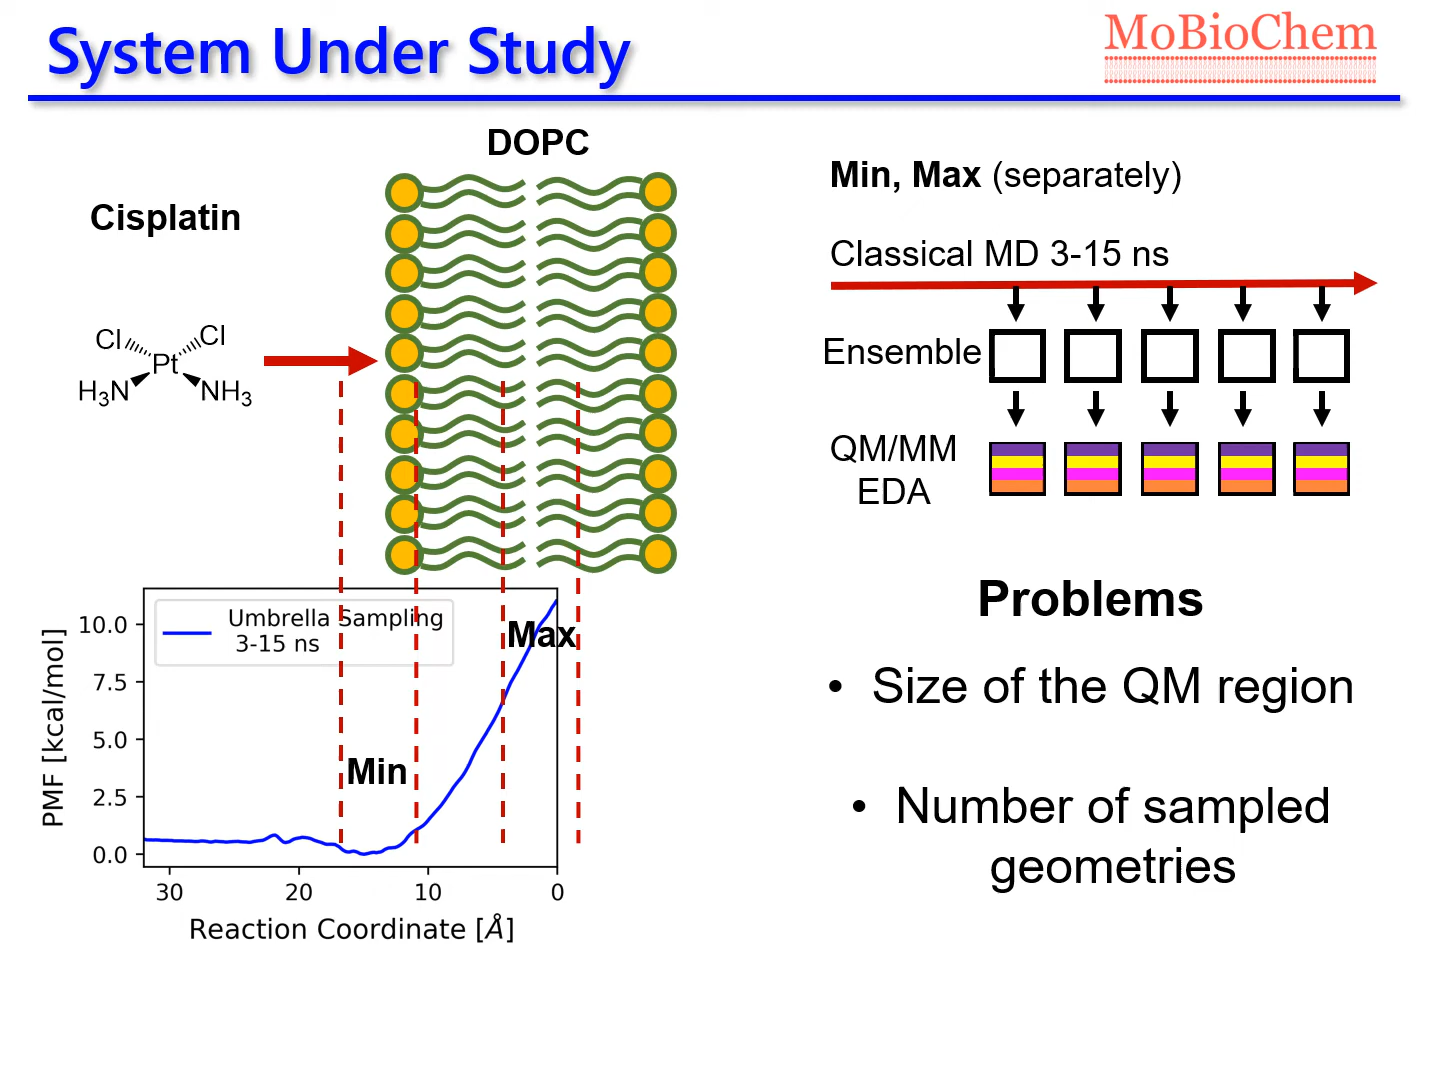 System Under Study
MoBioChem
DOPC
Cisplatin
Cl
Cl
Pt
H3N
NH3
Umbrella Sampling
3-15 ns
Max
Min
10.0
7.5
5.0
2.5
0.0
PMF [kcal/mol]
30
20
10
0
Reaction Coordinate [Å]
Min, Max (separately)
Classical MD 3-15 ns
Ensemble
QM/MM
EDA
Problems
• Size of the QM region
• Number of sampled
geometries